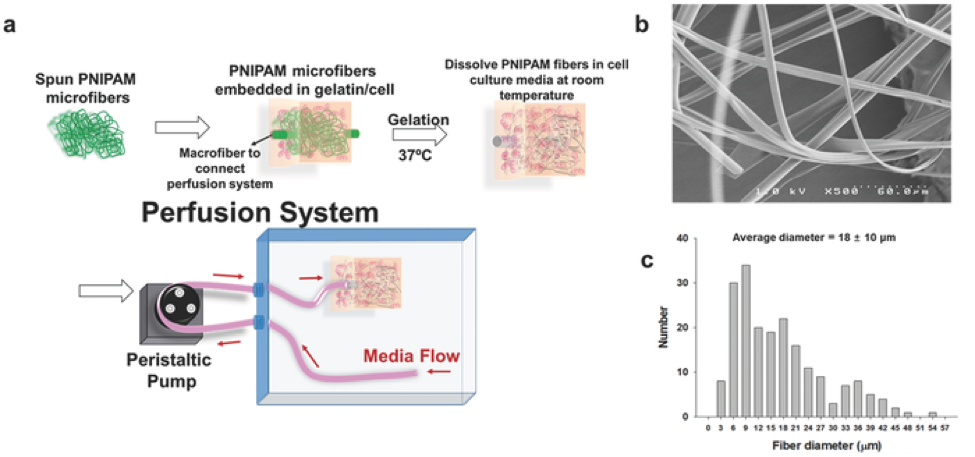 a
Spun PNIPAM
microfibers
PNIPAM microfibers
embedded in gelatin/cell
Macrofiber to
connect
perfusion system
Gelation
37ºC
Dissolve PNIPAM fibers in cell
culture media at room
temperature
Perfusion System
Peristaltic
Pump
Media Flow
b
1.0 kV X500 60.0µm
c
Average diameter = 18 ± 10 µm
Number
40
30
20
10
0
0 3 6 9 12 15 18 21 24 27 30 33 36 39 42 45 48 51 54 57
Fiber diameter (µm)